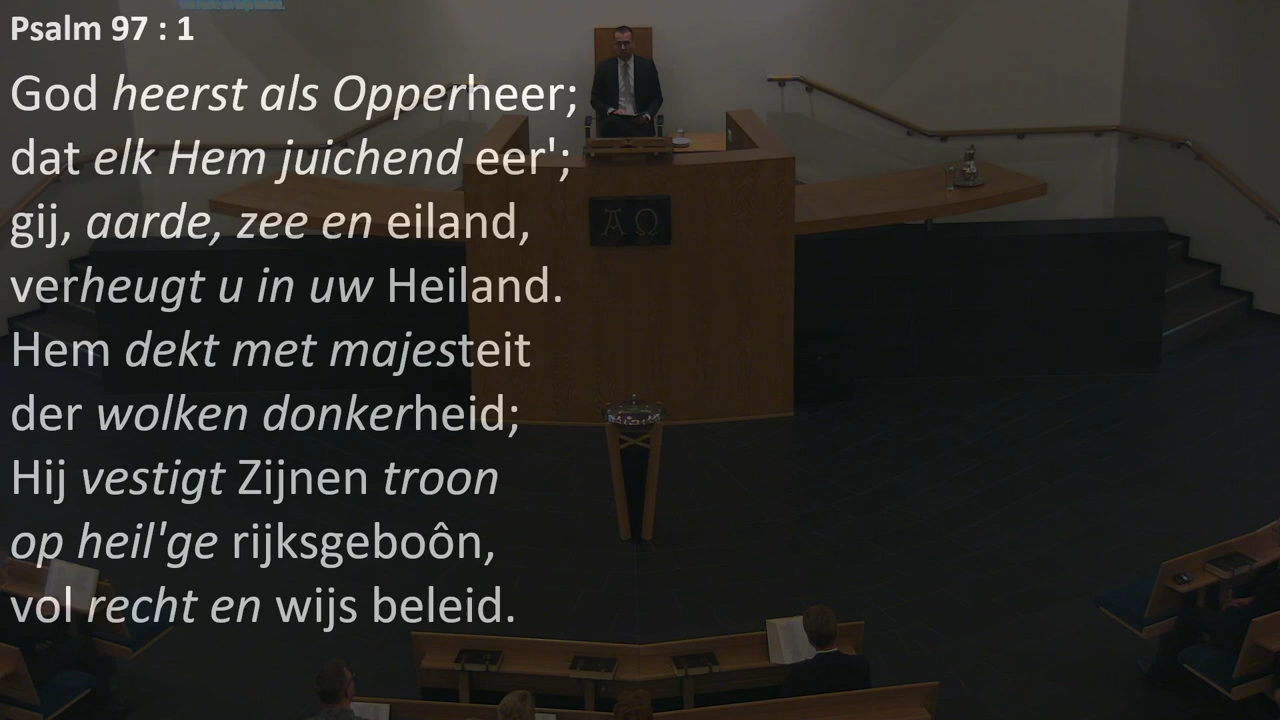 Psalm 97 : 1
God heerst als Opperheer;
dat elk Hem juichend eer';
gij, aarde, zee en eiland,
verheugt u in uw Heiland.
Hem dekt met majesteit
der wolken donkerheid;
Hij vestigt Zijnen troon
op heil'ge rijksgeboôn,
vol recht en wijs beleid.
Α Ω